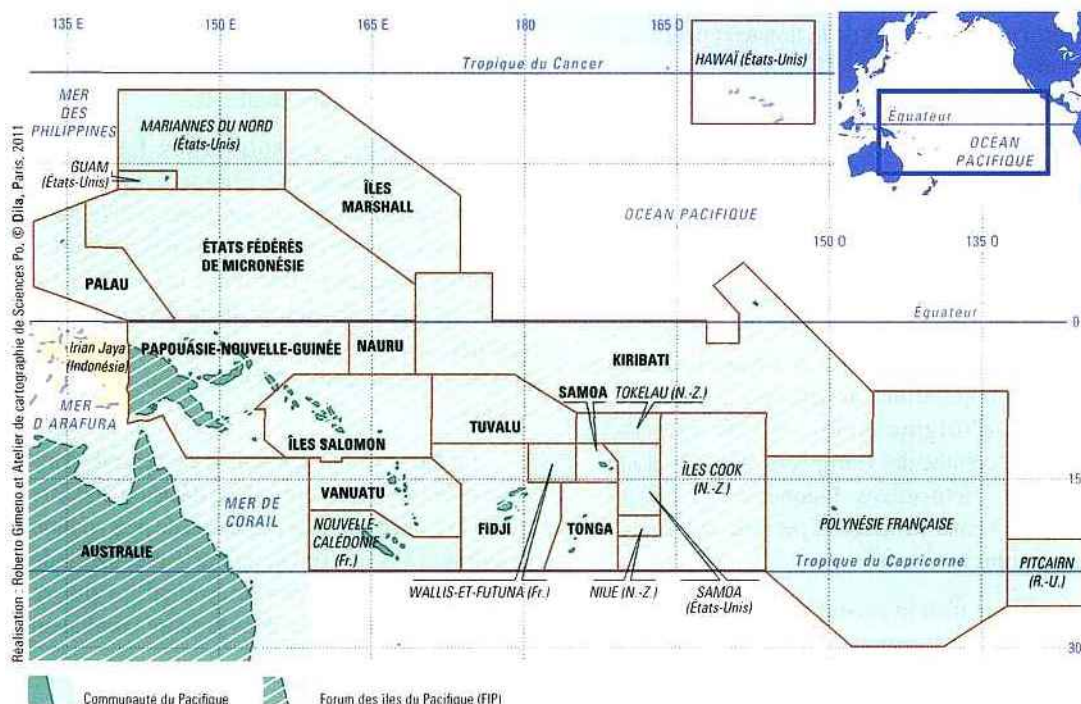 135 E
150 E
165 E
180
165 O
Tropique du Cancer
HAWAÏ (États-Unis)
Équateur
OCÉAN
PACIFIQUE
MER
DES
PHILIPPINES
MARIANNES DU NORD
(États-Unis)
GUAM
(États-Unis)
ÎLES
MARSHALL
OCÉAN PACIFIQUE
150 O
135 O
ÉTATS FÉDÉRÉS
DE MICRONÉSIE
PALAU
Équateur
0
Irian Jaya
(Indonésie)
PAPOUASIE-NOUVELLE-GUINÉE
NAURU
KIRIBATI
MER
D'ARAFURA
SAMOA
TOKELAU (N.-Z.)
TUVALU
ÎLES SALOMON
ÎLES COOK
(N.-Z.)
15
MER DE
CORAIL
VANUATU
NOUVELLE-
CALÉDONIE
(Fr.)
FIDJI
TONGA
POLYNÉSIE FRANÇAISE
AUSTRALIE
Tropique du Capricorne
PITCAIRN
(R.-U.)
WALLIS-ET-FUTUNA (Fr.)
NIUE (N.-Z.)
SAMOA
(États-Unis)
30
Réalisation : Roberto Gimeno et Atelier de cartographie de Sciences Po, © Dila, Paris, 2011
Communauté du Pacifique
Forum des îles du Pacifique (FIP)